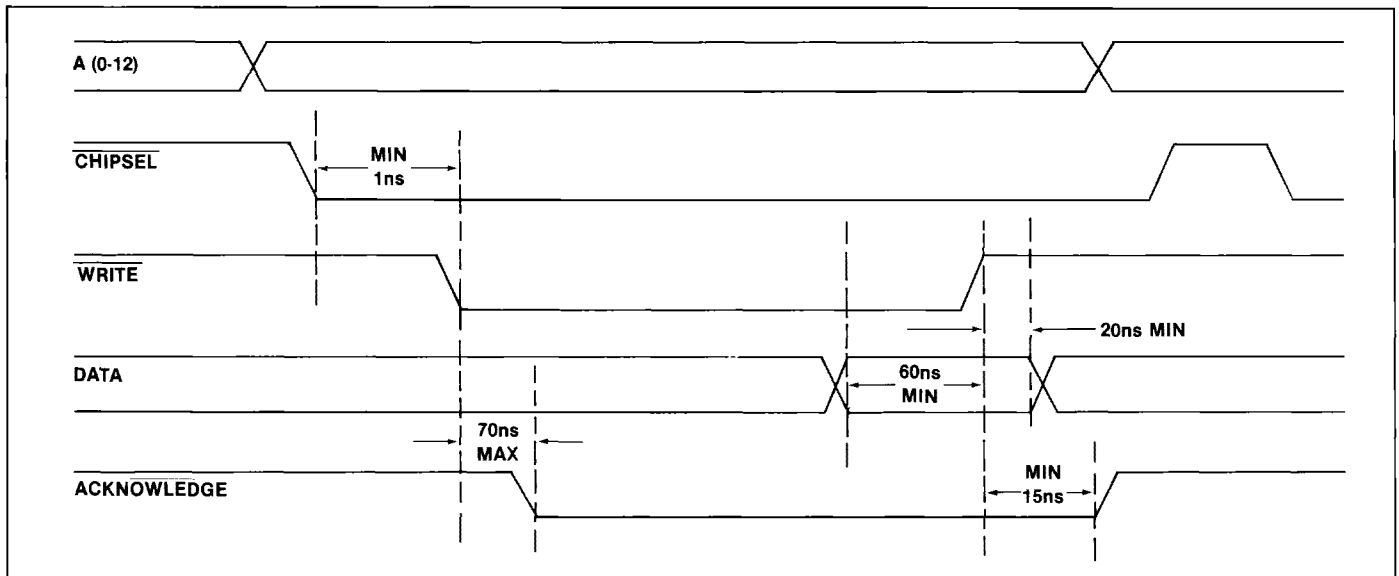 A (0-12)
CHIPSEL
MIN
1ns
WRITE
20ns MIN
DATA
60ns
MIN
70ns
MAX
ACKNOWLEDGE
MIN
15ns